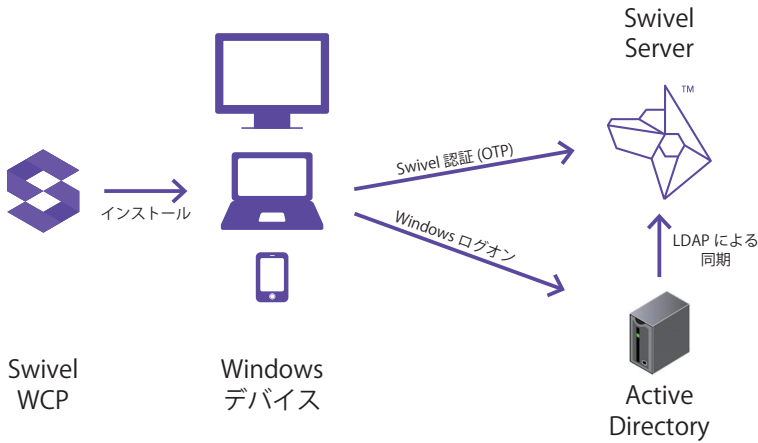 Swivel
Server
TM
Swivel 認証 (OTP)
インストール
Windows ログオン
LDAP による
同期
Swivel
WCP
Windows
デバイス
Active
Directory